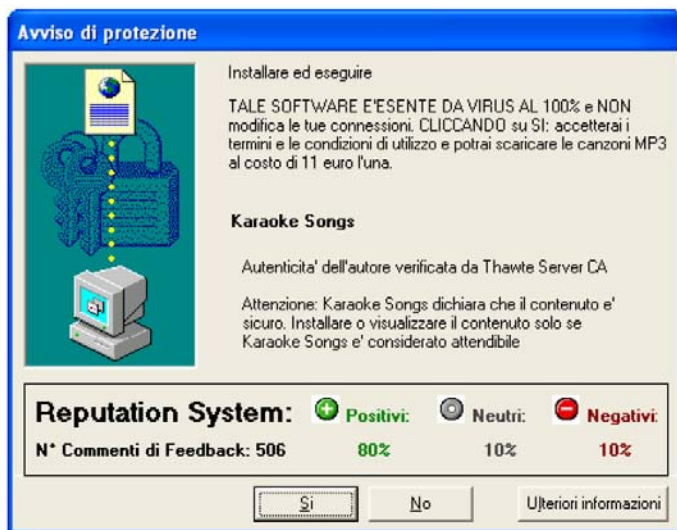 Avviso di protezione
Installare ed eseguire
TALE SOFTWARE E'ESENTE DA VIRUS AL 100% e NON
modifica le tue connessioni. CLICCANDO su SI: accetterai i
termini e le condizioni di utilizzo e potrai scaricare le canzoni MP3
al costo di 11 euro l'una.
Karaoke Songs
Autenticita' dell'autore verificata da Thawte Server CA
Attenzione: Karaoke Songs dichiara che il contenuto e'
sicuro. Installare o visualizzare il contenuto solo se
Karaoke Songs e' considerato attendibile
Reputation System: Positivi: Neutri: Negativi:
N° Commenti di Feedback: 506 80% 10% 10%
Si No Ulteriori informazioni